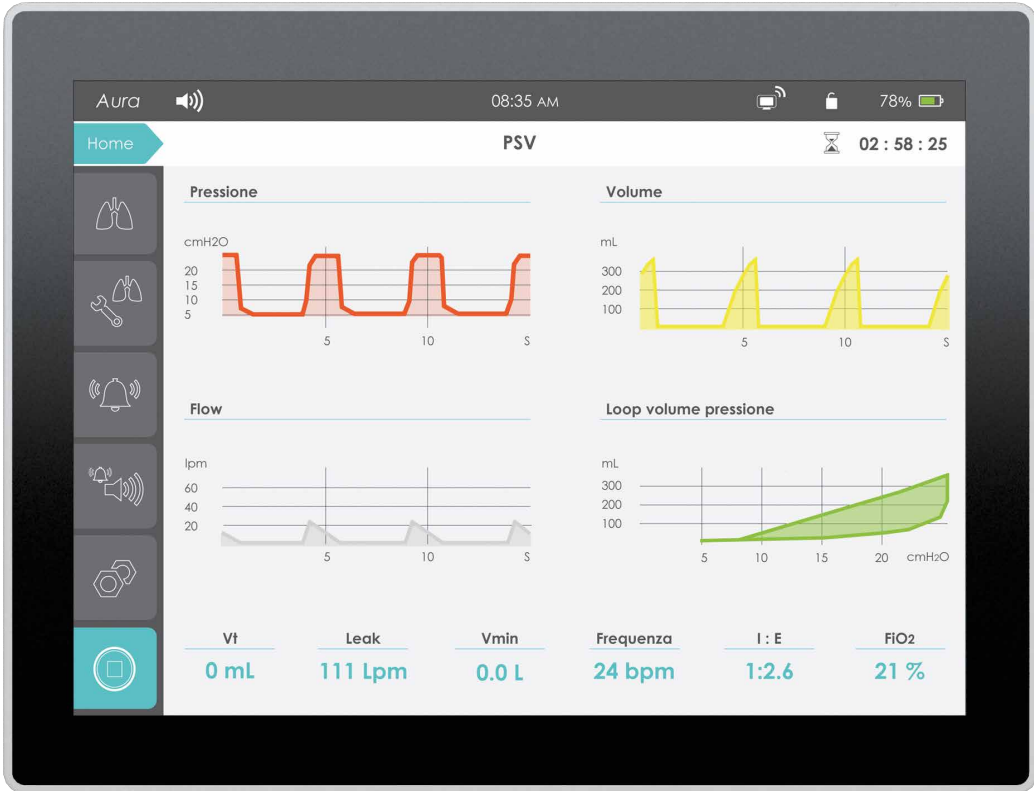 Aura 08:35 AM 78%
Home PSV 02 : 58 : 25
Pressione
cmH2O
20
15
10
5
5 10 S
Volume
mL
300
200
100
5 10 S
Flow
lpm
60
40
20
5 10 S
Loop volume pressione
mL
300
200
100
5 10 15 20 cmH2O
Vt Leak Vmin Frequenza I : E FiO2
0 mL 111 Lpm 0.0 L 24 bpm 1:2.6 21 %